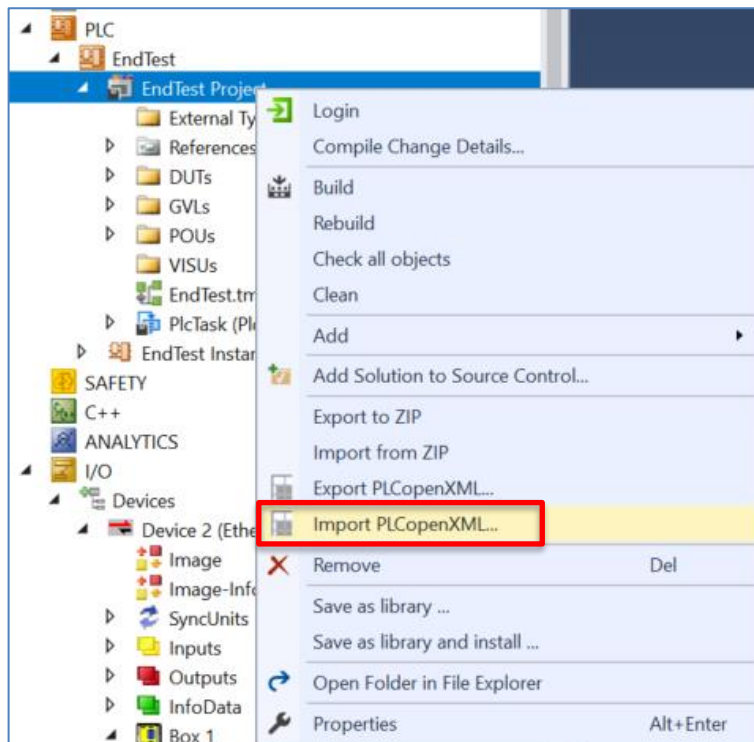 PLC
EndTest
EndTest Project
External Ty
References
DUTs
GVLs
POUs
VISUs
EndTest.tm
PlcTask (Pl
EndTest Instan
SAFETY
C++
ANALYTICS
I/O
Devices
Device 2 (Ethe
Image
Image-Info
SyncUnits
Inputs
Outputs
InfoData
Box 1
Login
Compile Change Details...
Build
Rebuild
Check all objects
Clean
Add
Add Solution to Source Control...
Export to ZIP
Import from ZIP
Export PLCopenXML...
Import PLCopenXML...
Remove Del
Save as library ...
Save as library and install ...
Open Folder in File Explorer
Properties Alt+Enter